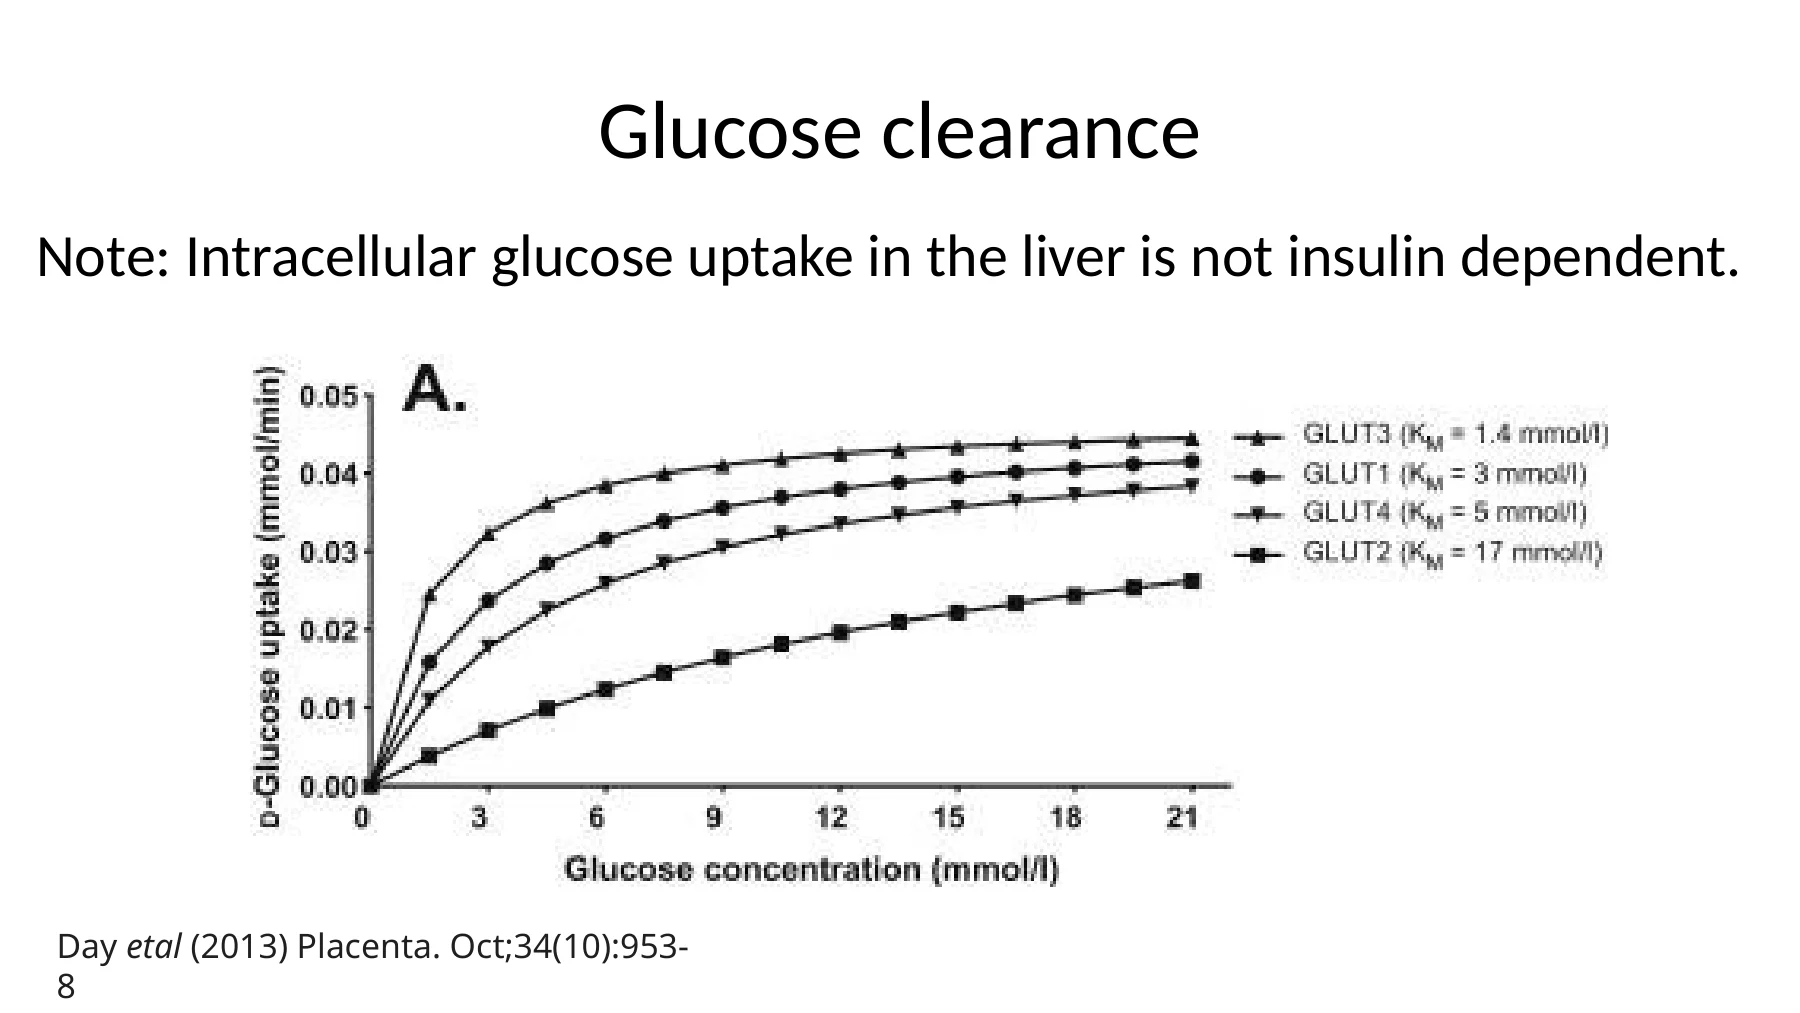 Glucose clearance
Note: Intracellular glucose uptake in the liver is not insulin dependent.
A.
D-Glucose uptake (mmol/min)
0.05
0.04
0.03
0.02
0.01
0.00
0 3 6 9 12 15 18 21
Glucose concentration (mmol/l)
GLUT3 (KM = 1.4 mmol/l)
GLUT1 (KM = 3 mmol/l)
GLUT4 (KM = 5 mmol/l)
GLUT2 (KM = 17 mmol/l)
Day etal (2013) Placenta. Oct;34(10):953-
8